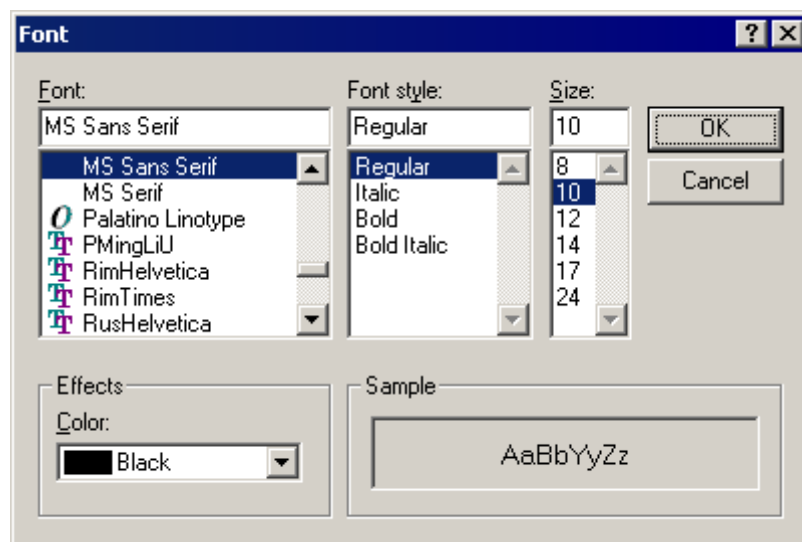 Font
Font: Font style: Size:
MS Sans Serif Regular 10 OK
MS Sans Serif Regular 8 Cancel
MS Serif Italic 10
Palatino Linotype Bold 12
PMingLiU Bold Italic 14
RimHelvetica 17
RimTimes 24
RusHelvetica
Effects Sample
Color:
Black AaBbYyZz